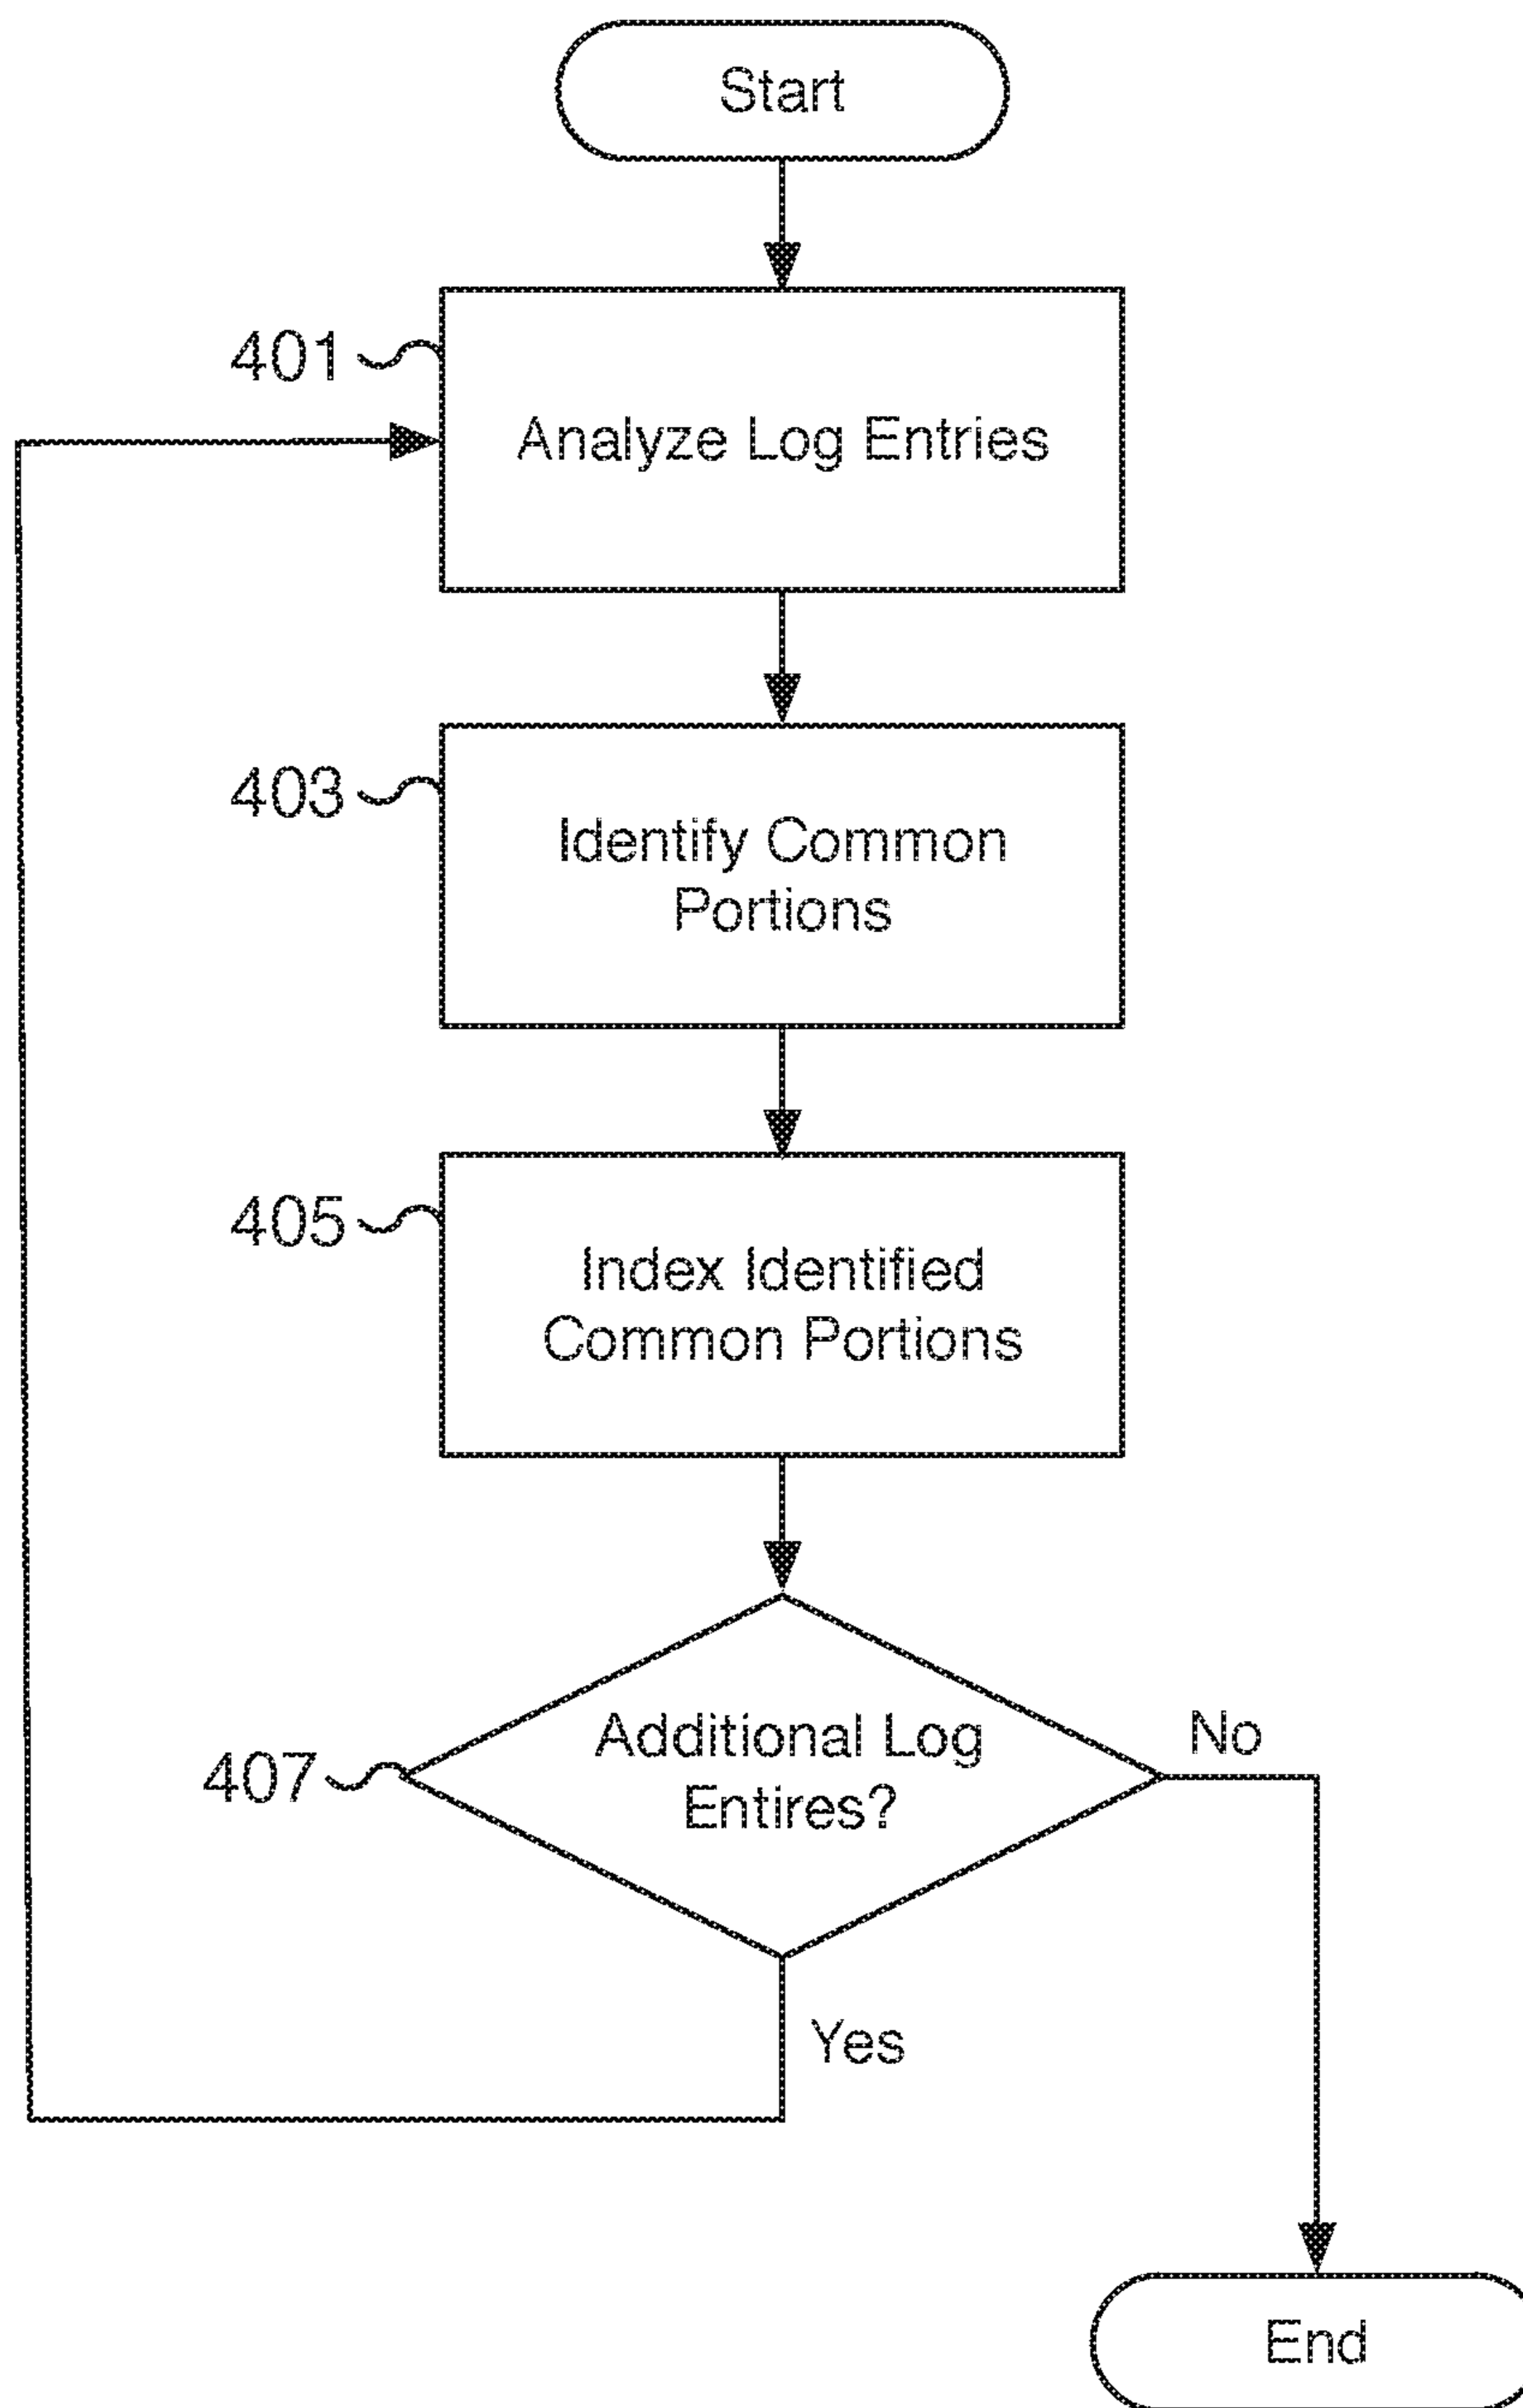 Start
401
Analyze Log Entries
403
Identify Common
Portions
405
Index Identified
Common Portions
407
Additional Log
Entires?
No
Yes
End